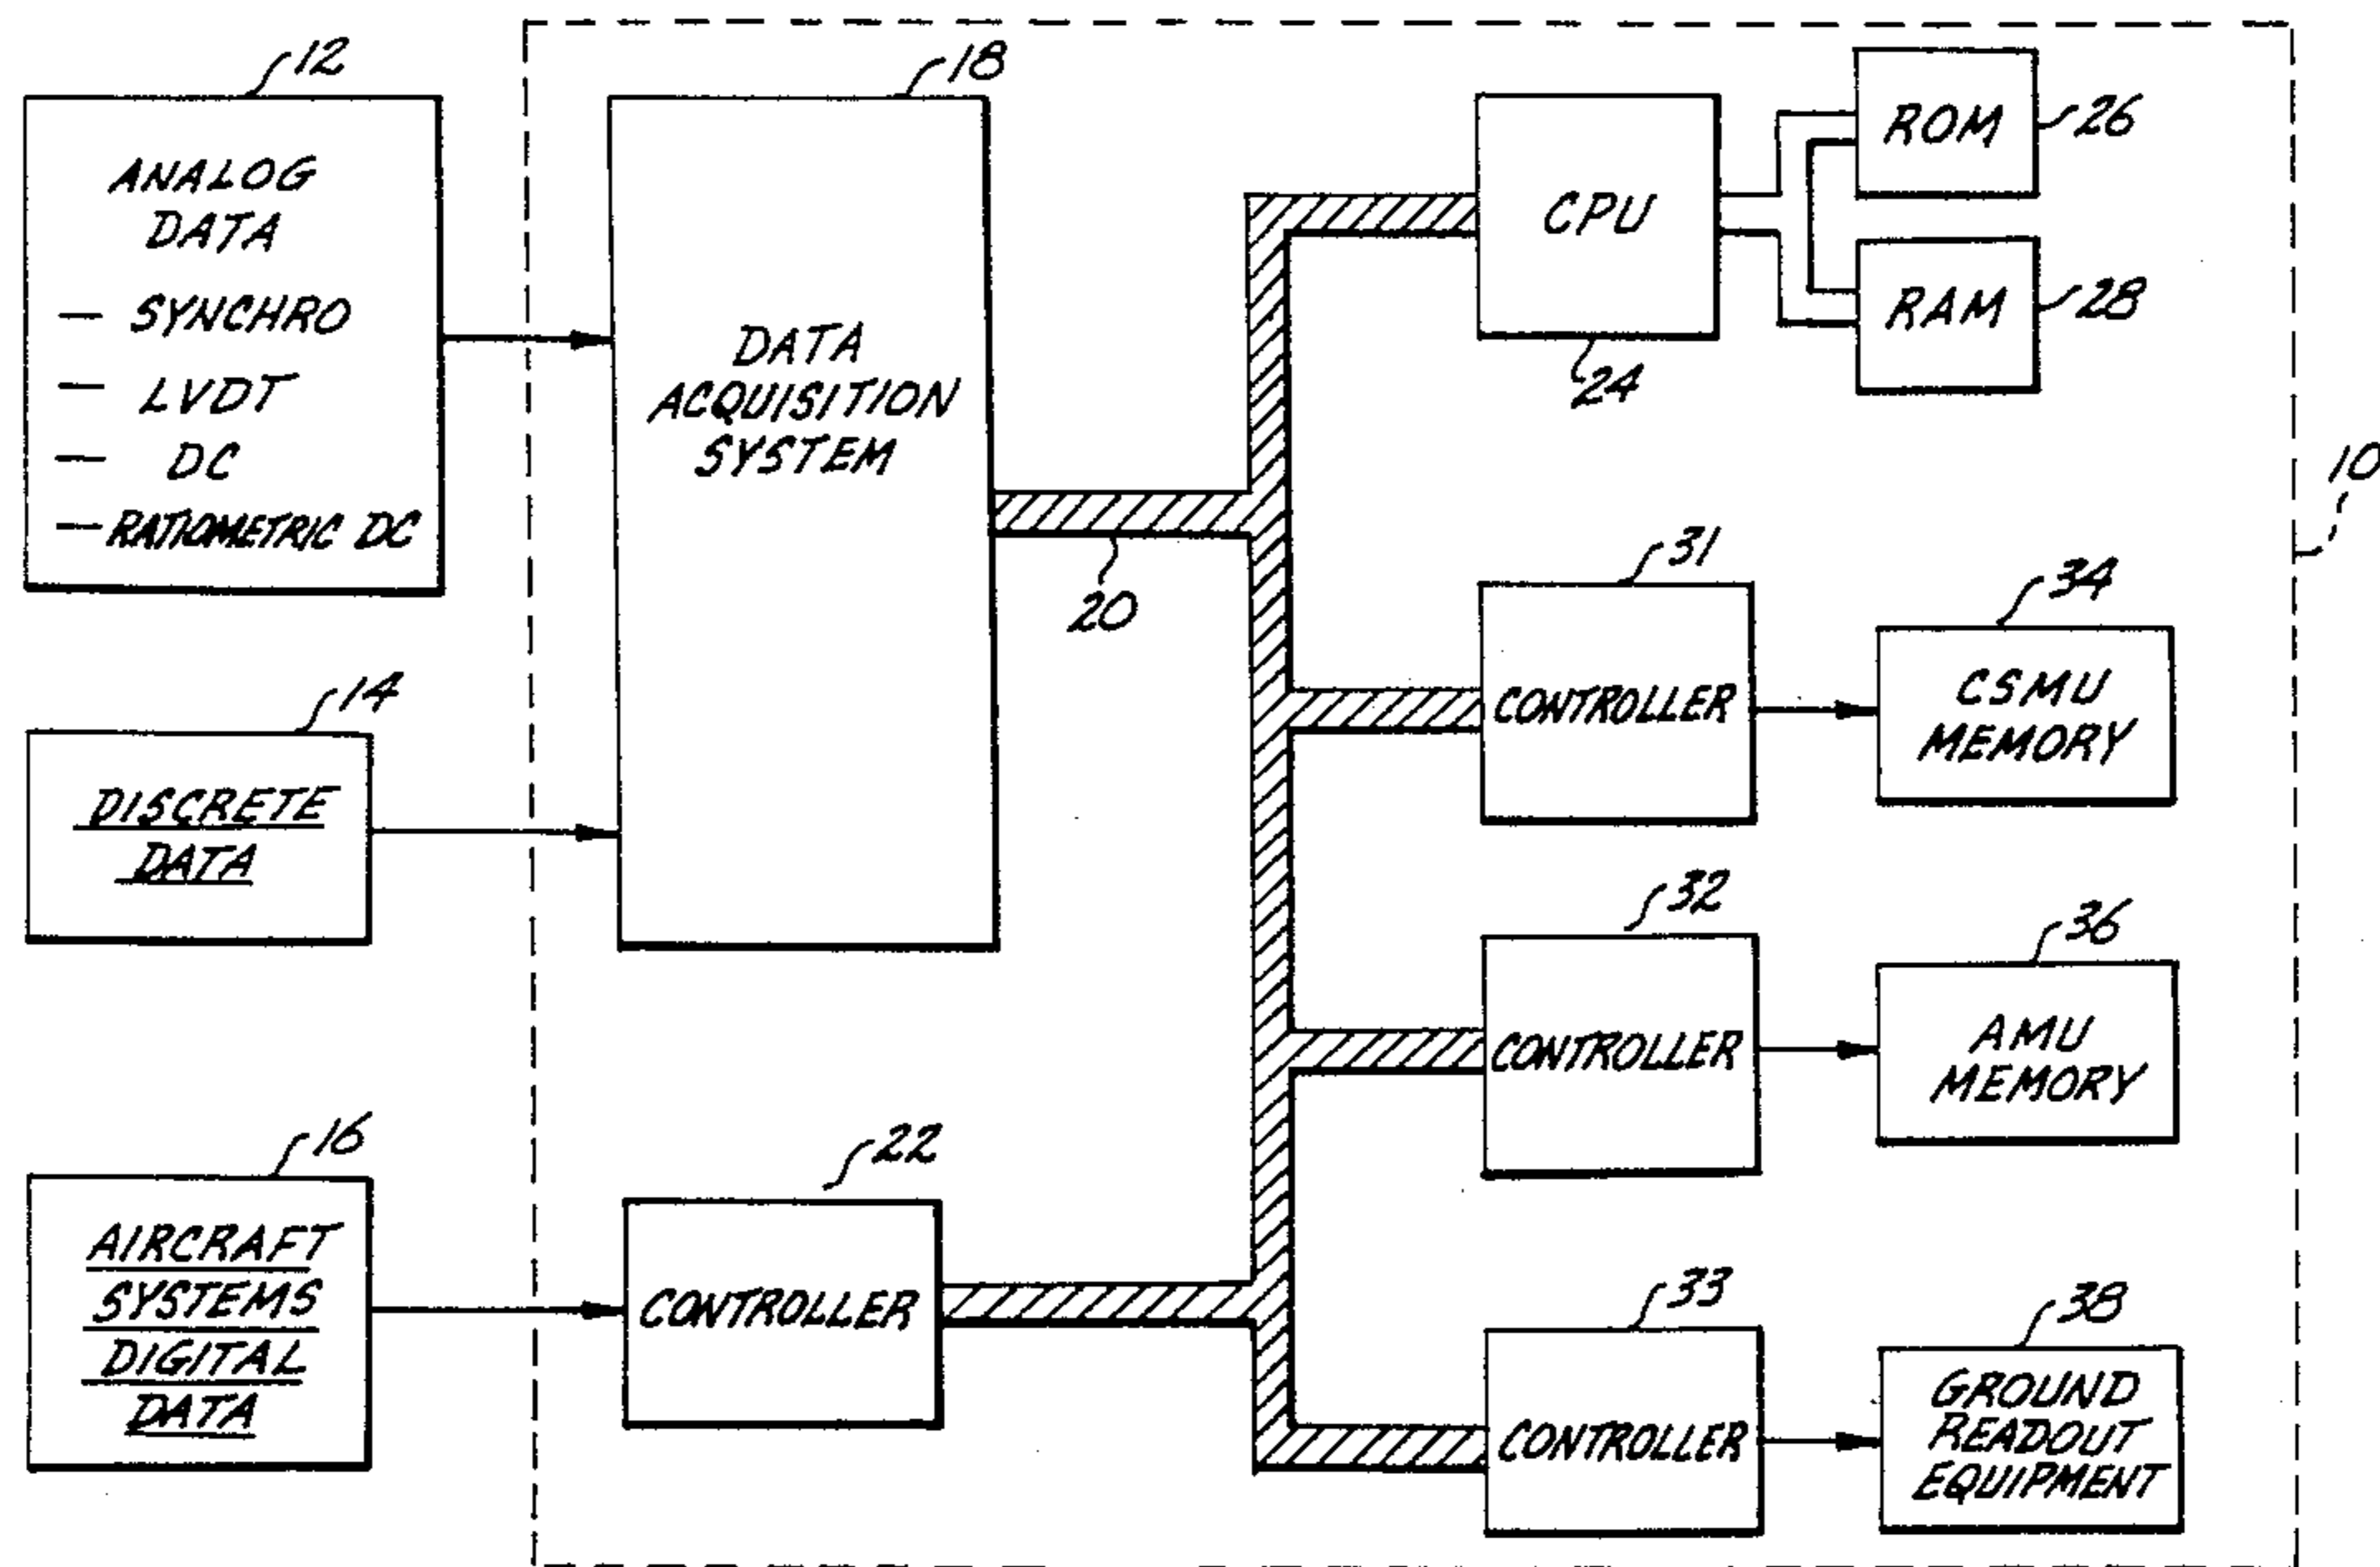 12
ANALOG
DATA
— SYNCHRO
— LVDT
— DC
— RATIOMETRIC DC
14
DISCRETE
DATA
16
AIRCRAFT
SYSTEMS
DIGITAL
DATA
18
DATA
ACQUISITION
SYSTEM
20
22
CONTROLLER
CPU
24
ROM
26
RAM
28
10
31
CONTROLLER
34
CSMU
MEMORY
32
CONTROLLER
36
AMU
MEMORY
33
CONTROLLER
38
GROUND
READOUT
EQUIPMENT